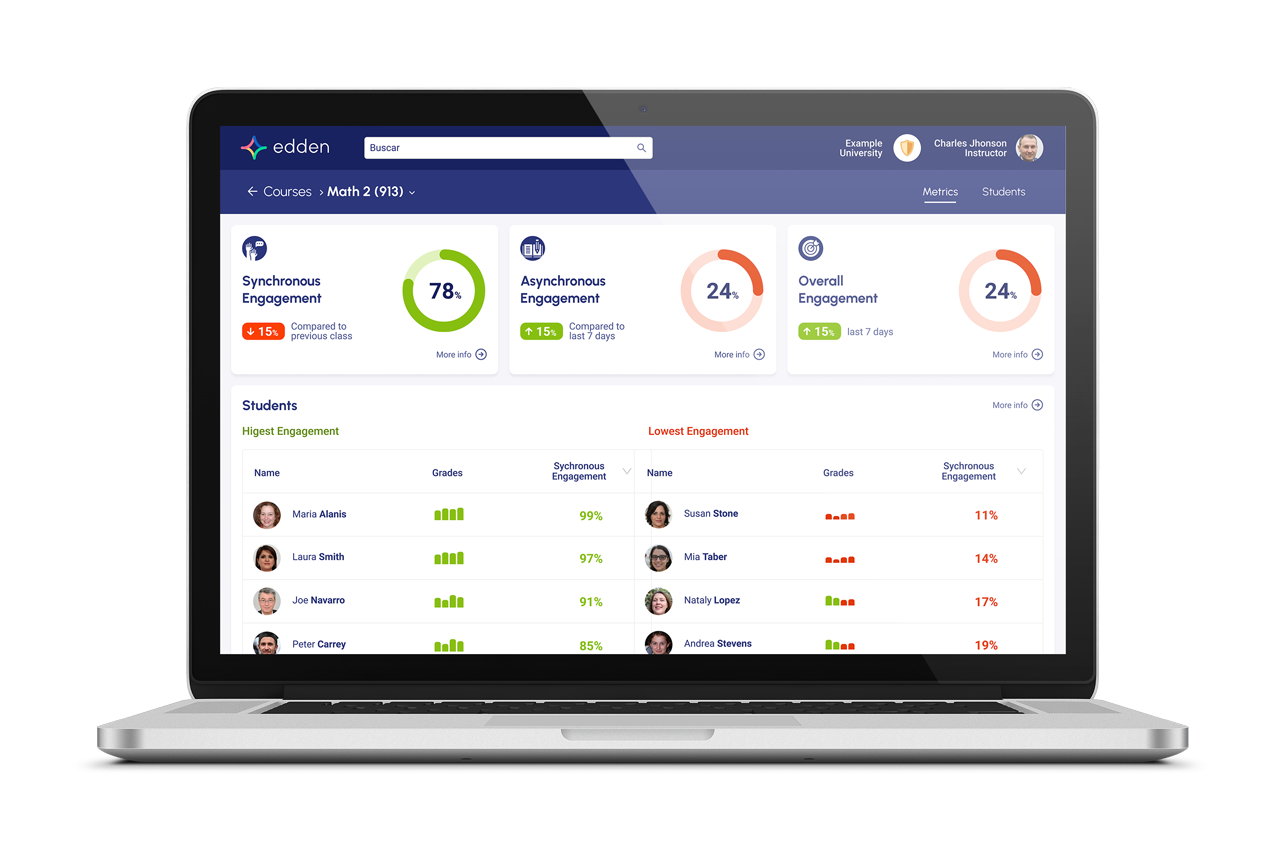 edden
Buscar
Example
University
Charles Jhonson
Instructor
← Courses › Math 2 (913)
Metrics
Students
Synchronous
Engagement
78%
↓ 15%
Compared to
previous class
More info
Asynchronous
Engagement
24%
↑ 15%
Compared to
last 7 days
More info
Overall
Engagement
24%
↑ 15%
last 7 days
More info
Students
More info
Higest Engagement
Lowest Engagement
Name
Grades
Sychronous
Engagement
Name
Grades
Sychronous
Engagement
Maria Alanis
99%
Susan Stone
11%
Laura Smith
97%
Mia Taber
14%
Joe Navarro
91%
Nataly Lopez
17%
Peter Carrey
85%
Andrea Stevens
19%